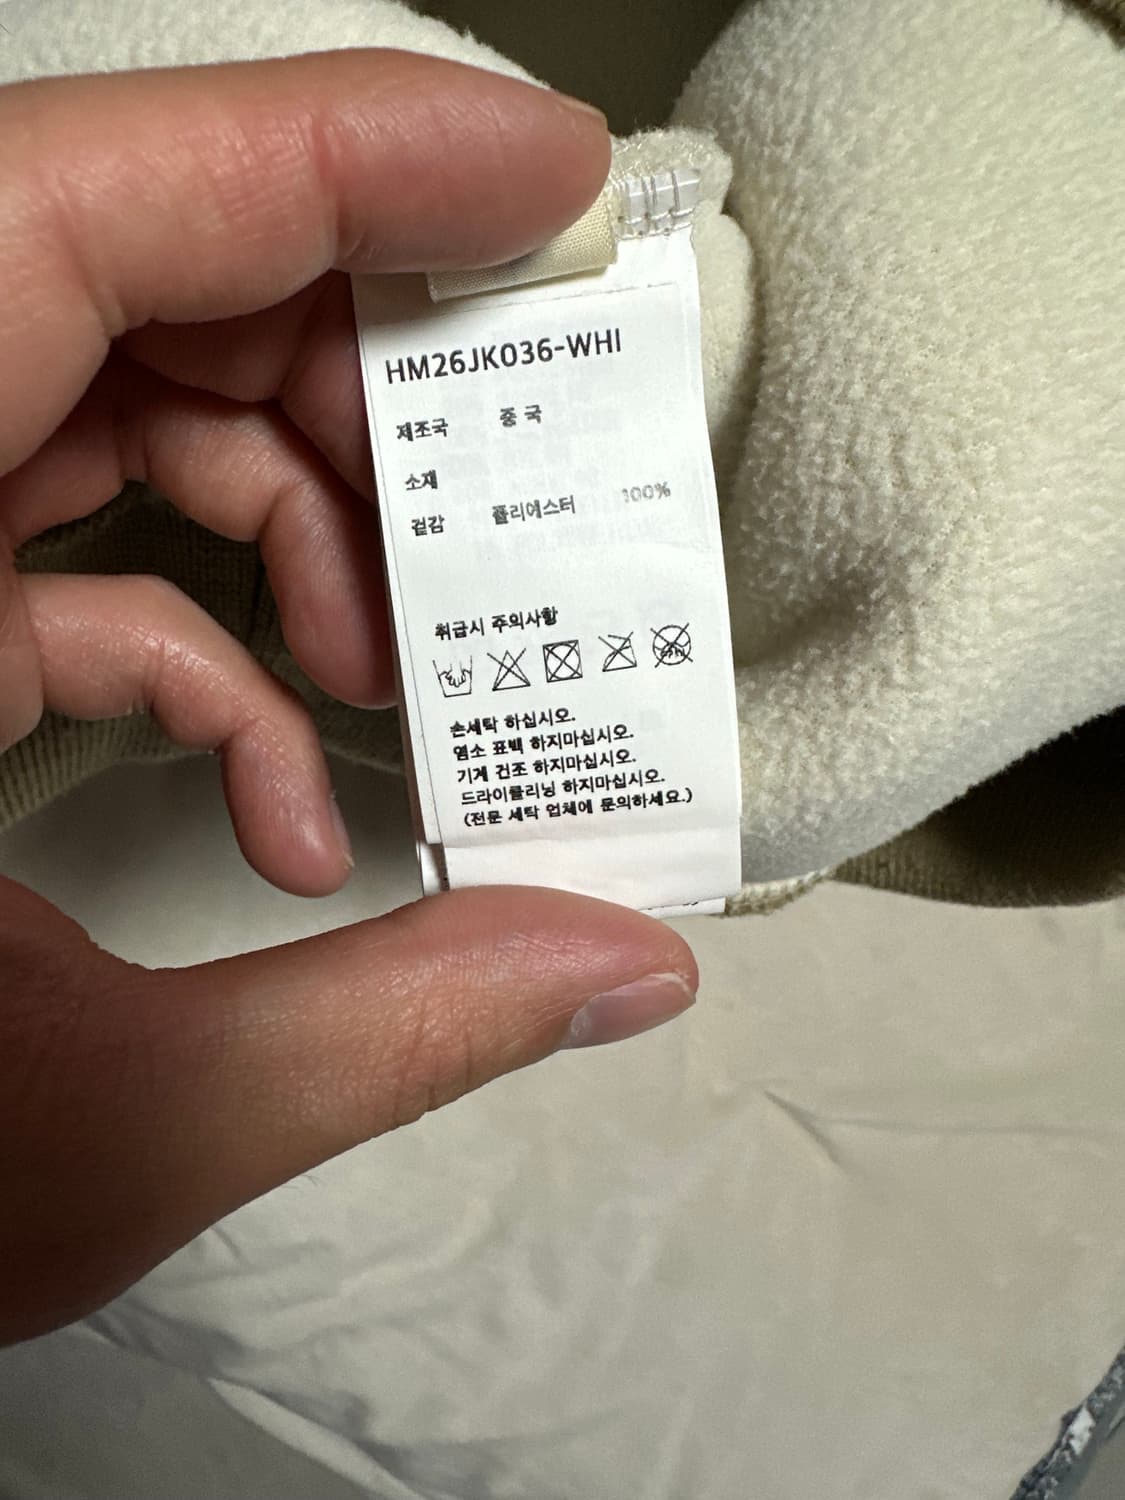 HM26JK036-WHI
제조국 중국
소재
겉감 폴리에스터 100%
취급시 주의사항
손세탁 하십시오.
염소 표백 하지마십시오.
기계 건조 하지마십시오.
드라이클리닝 하지마십시오.
(전문 세탁 업체에 문의하세요.)